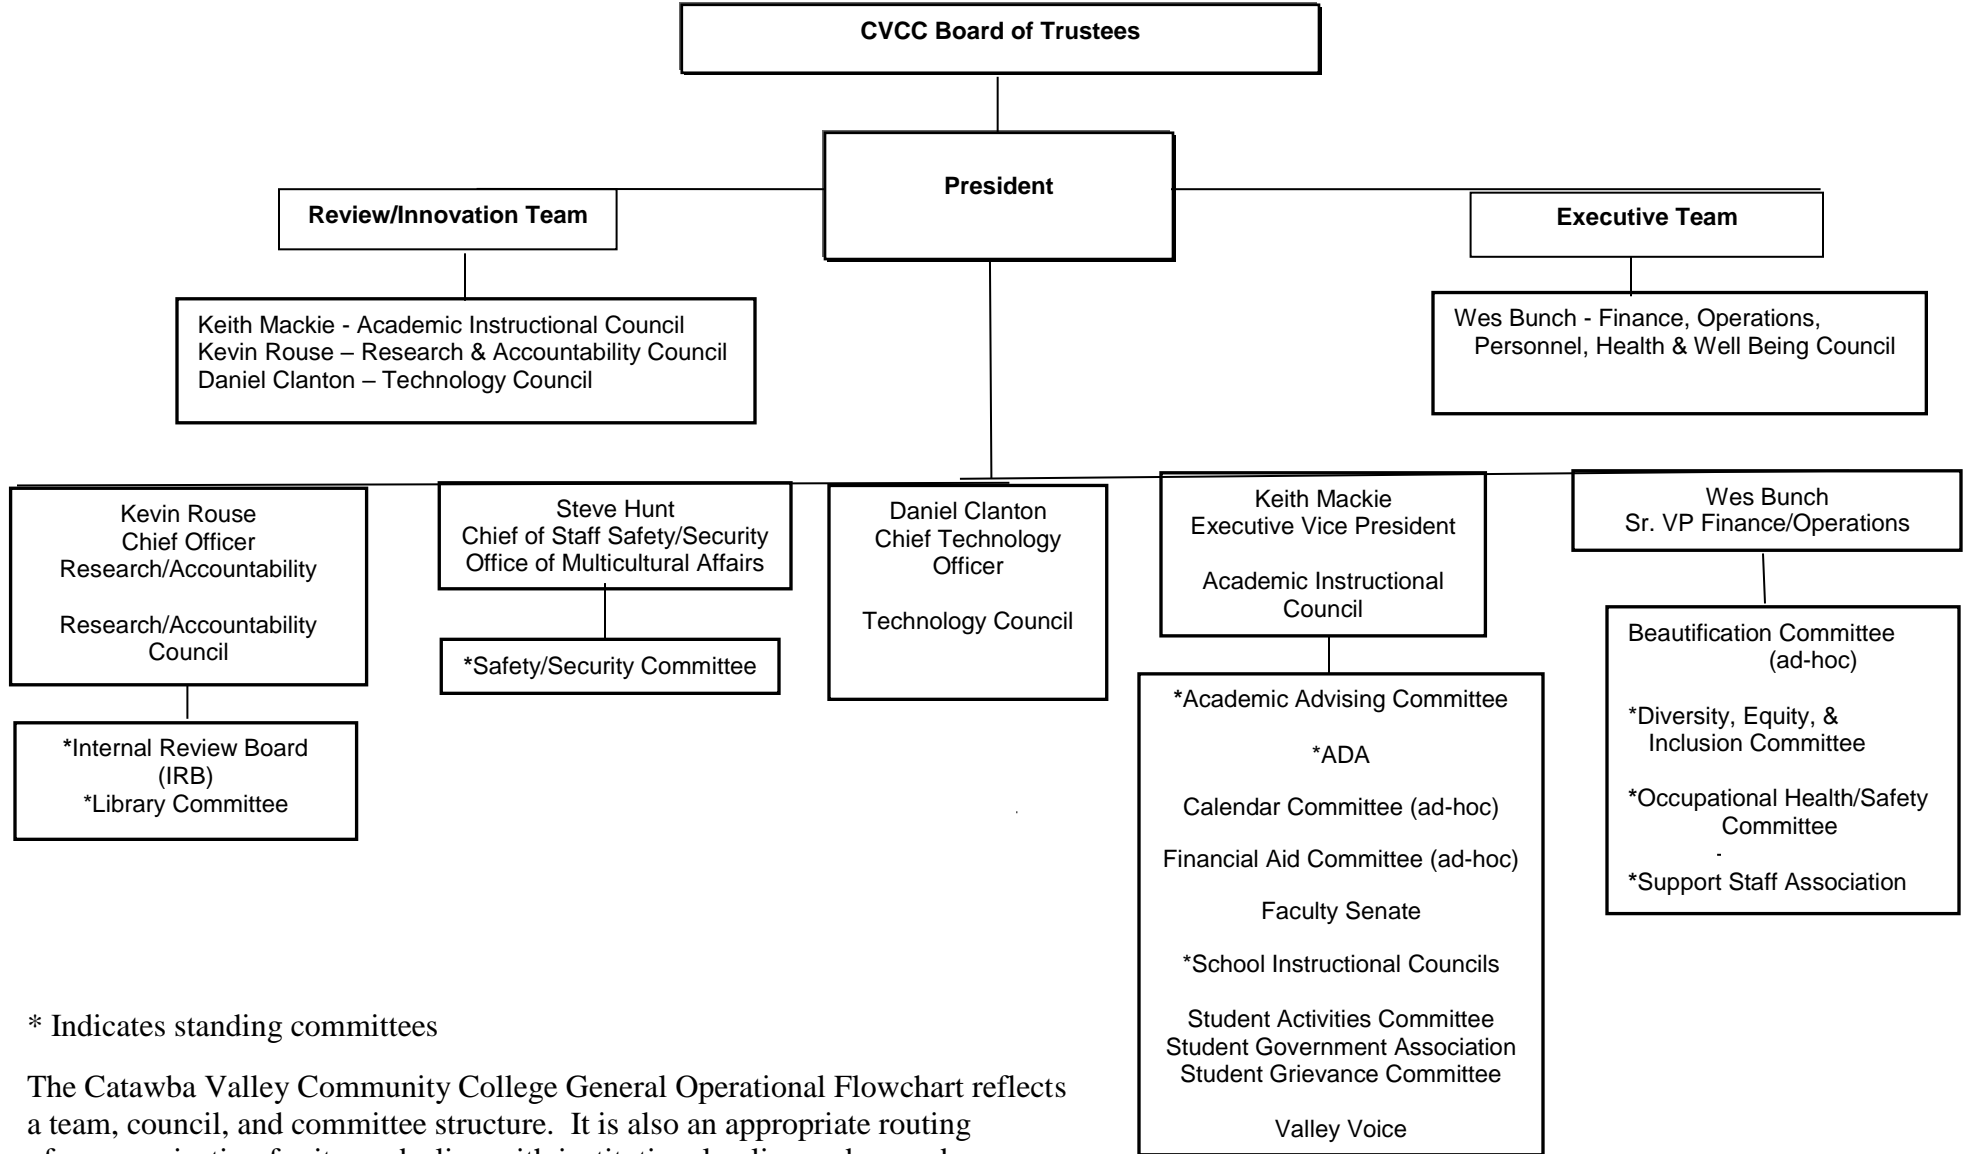 CVCC Board of Trustees
President
Review/Innovation Team
Executive Team
Keith Mackie - Academic Instructional Council
Kevin Rouse – Research & Accountability Council
Daniel Clanton – Technology Council
Wes Bunch - Finance, Operations,
Personnel, Health & Well Being Council
Kevin Rouse
Chief Officer
Research/Accountability
Research/Accountability
Council
*Internal Review Board
(IRB)
*Library Committee
Steve Hunt
Chief of Staff Safety/Security
Office of Multicultural Affairs
*Safety/Security Committee
Daniel Clanton
Chief Technology
Officer
Technology Council
Keith Mackie
Executive Vice President
Academic Instructional
Council
*Academic Advising Committee
*ADA
Calendar Committee (ad-hoc)
Financial Aid Committee (ad-hoc)
Faculty Senate
*School Instructional Councils
Student Activities Committee
Student Government Association
Student Grievance Committee
Valley Voice
Wes Bunch
Sr. VP Finance/Operations
Beautification Committee
(ad-hoc)
*Diversity, Equity, &
Inclusion Committee
*Occupational Health/Safety
Committee
-
*Support Staff Association
* Indicates standing committees
The Catawba Valley Community College General Operational Flowchart reflects
a team, council, and committee structure.  It is also an appropriate routing